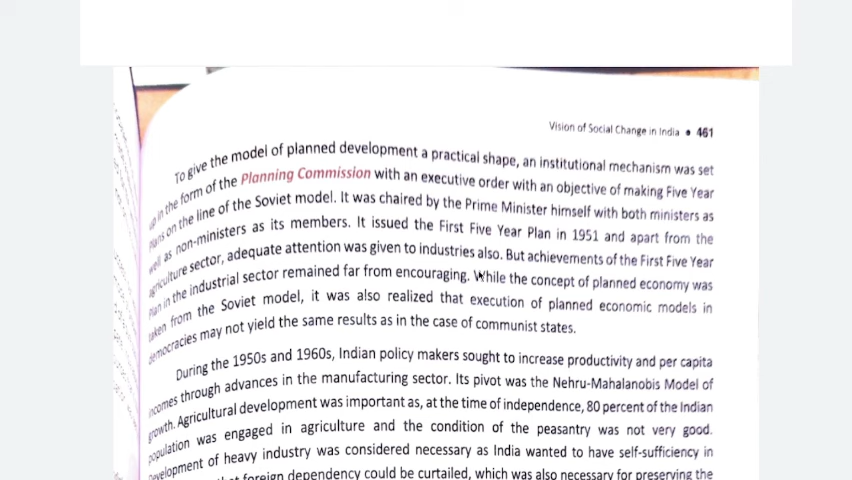 Vision of Social Change in India • 461
To give the model of planned development a practical shape, an institutional mechanism was set
up in the form of the Planning Commission with an executive order with an objective of making Five Year
Plans on the line of the Soviet model. It was chaired by the Prime Minister himself with both ministers as
well as non-ministers as its members. It issued the First Five Year Plan in 1951 and apart from the
agriculture sector, adequate attention was given to industries also. But achievements of the First Five Year
Plan in the industrial sector remained far from encouraging. While the concept of planned economy was
taken from the Soviet model, it was also realized that execution of planned economic models in
democracies may not yield the same results as in the case of communist states.
During the 1950s and 1960s, Indian policy makers sought to increase productivity and per capita
incomes through advances in the manufacturing sector. Its pivot was the Nehru-Mahalanobis Model of
growth. Agricultural development was important as, at the time of independence, 80 percent of the Indian
population was engaged in agriculture and the condition of the peasantry was not very good.
Development of heavy industry was considered necessary as India wanted to have self-sufficiency in
that foreign dependency could be curtailed, which was also necessary for preserving the